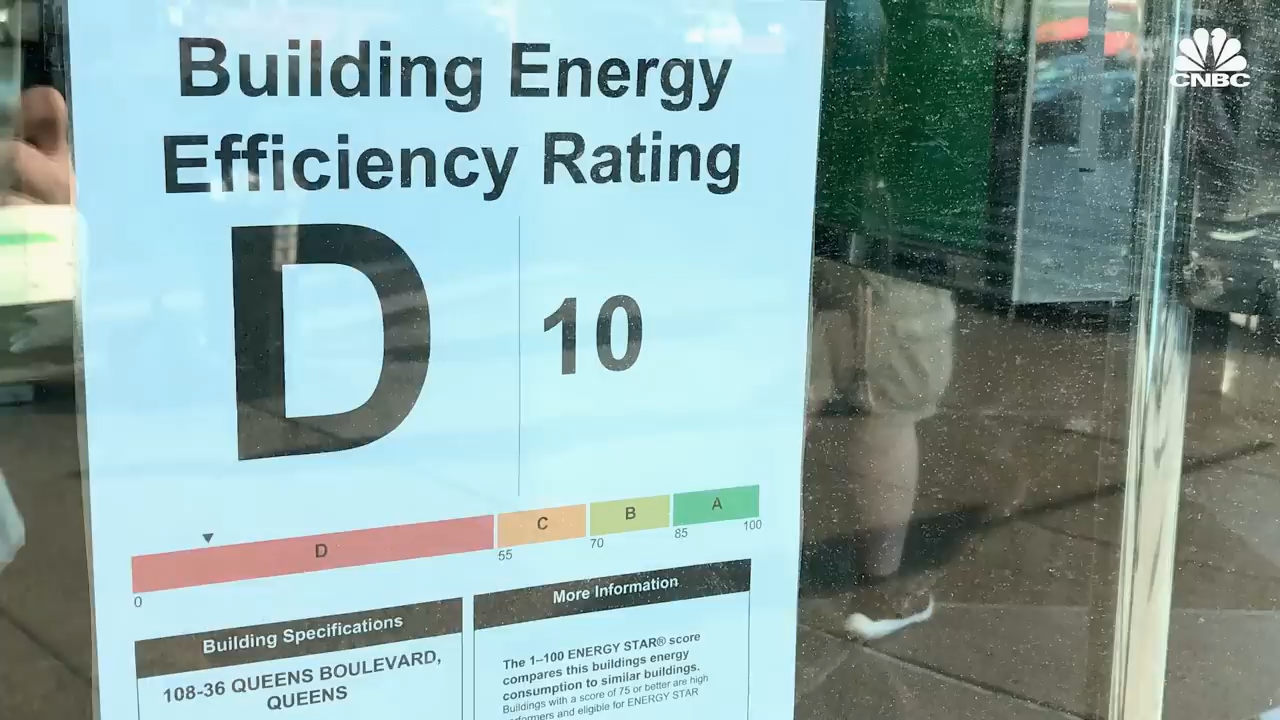 CNBC
Building Energy
Efficiency Rating
D
10
D
C
B
A
0
55
70
85
100
Building Specifications
108-36 QUEENS BOULEVARD,
QUEENS
More Information
The 1–100 ENERGY STAR® score
compares this buildings energy
consumption to similar buildings.
Buildings with a score of 75 or better are high
performers and eligible for ENERGY STAR